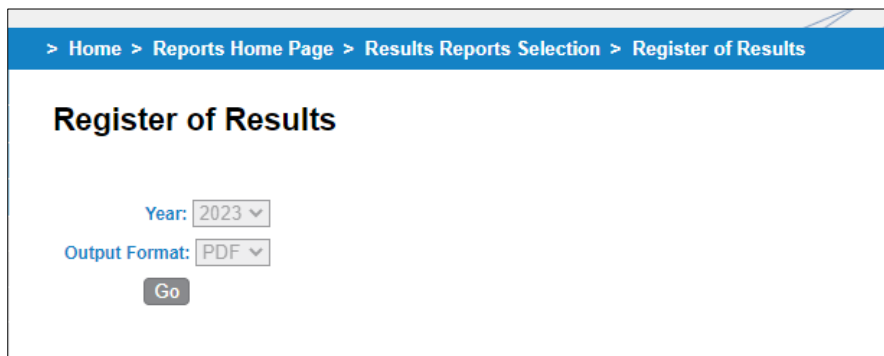 > Home > Reports Home Page > Results Reports Selection > Register of Results
Register of Results
Year: 2023
Output Format: PDF
Go